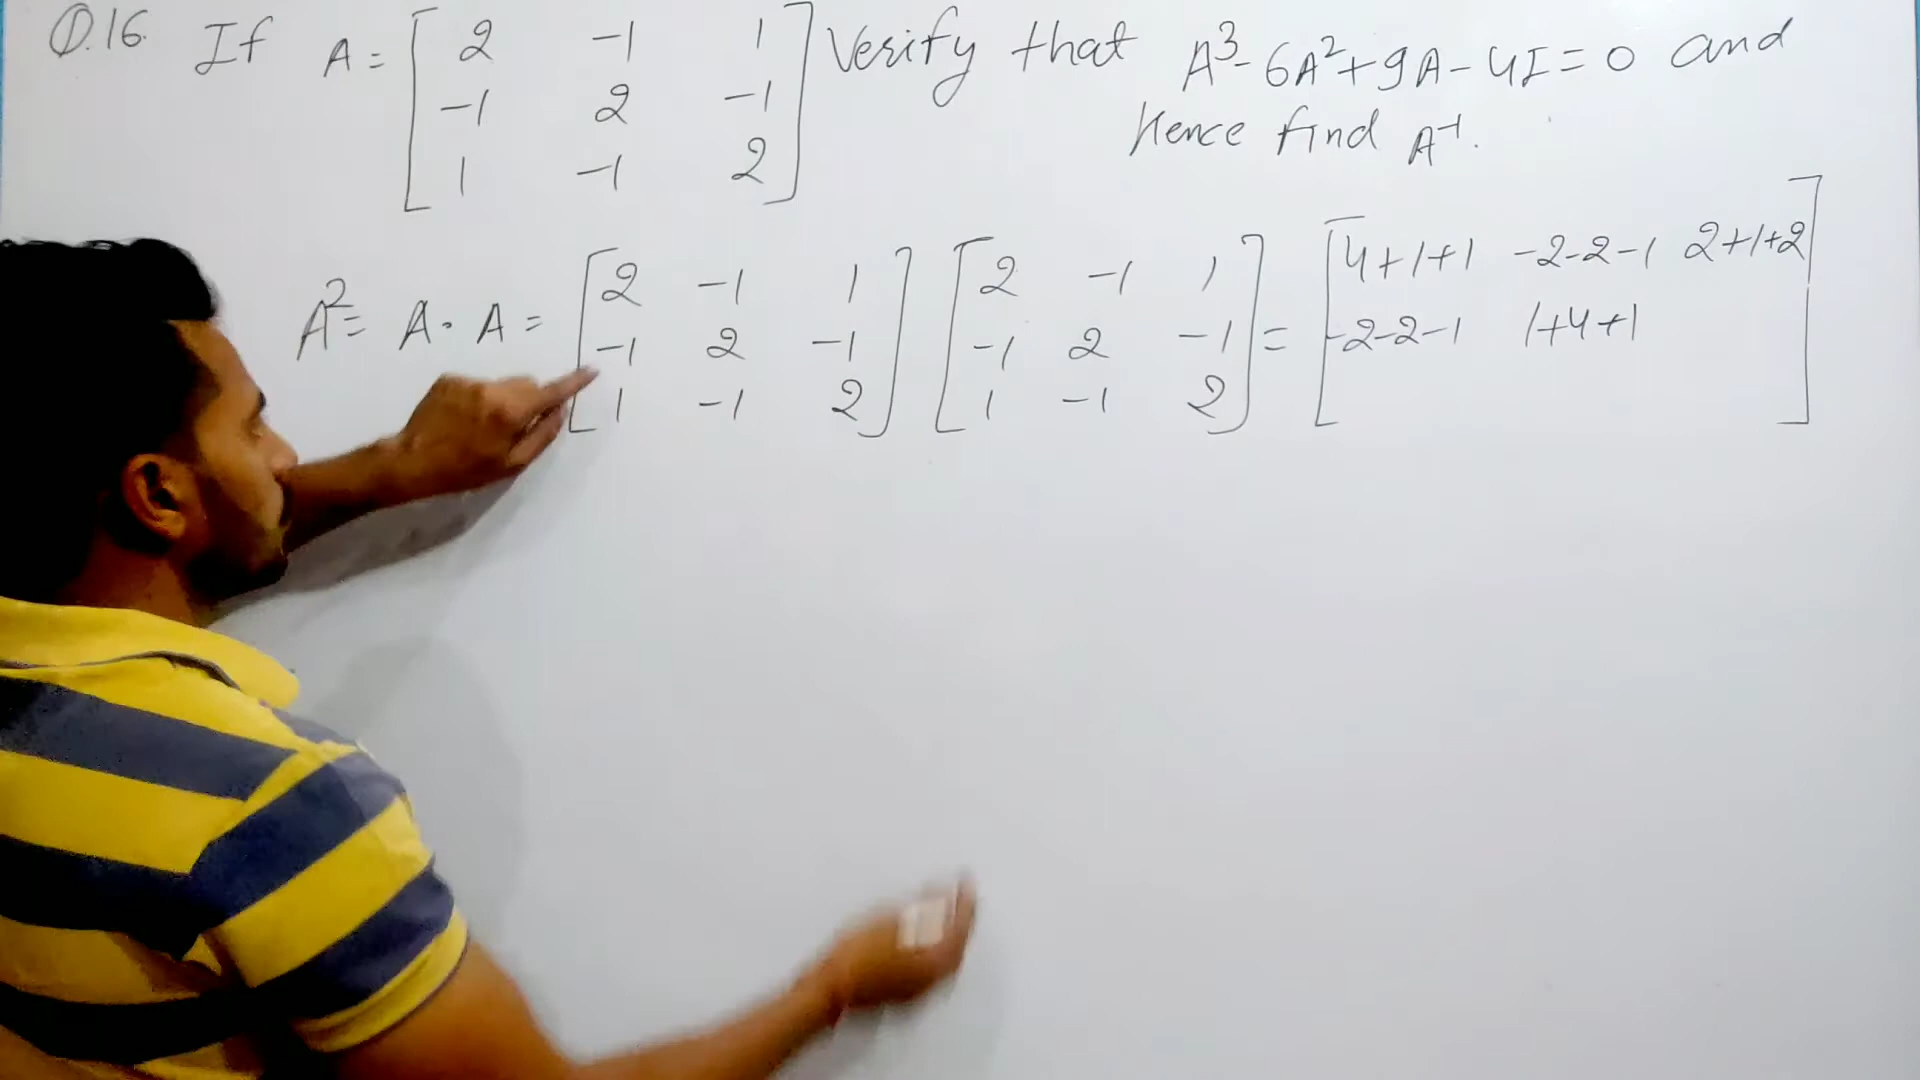 Q.16. If A = [ 2 -1 1 ] Verify that A³-6A²+9A-4I=0 and
-1 2 -1
1 -1 2
hence find A⁻¹.
A²= A·A = [ 2 -1 1 ] [ 2 -1 1 ] = [ 4+1+1 -2-2-1 2+1+2 ]
-1 2 -1 -1 2 -1 -2-2-1 1+4+1
1 -1 2 1 -1 2